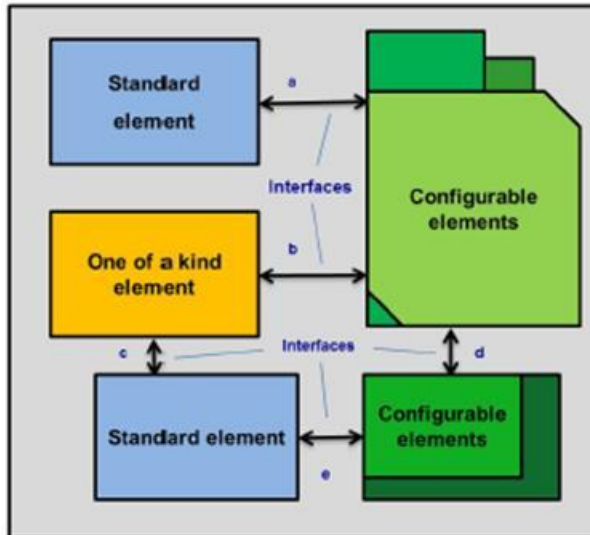 Standard
element
a
Interfaces
Configurable
elements
One of a kind
element
b
c
Interfaces
d
Standard element
Configurable
elements
e